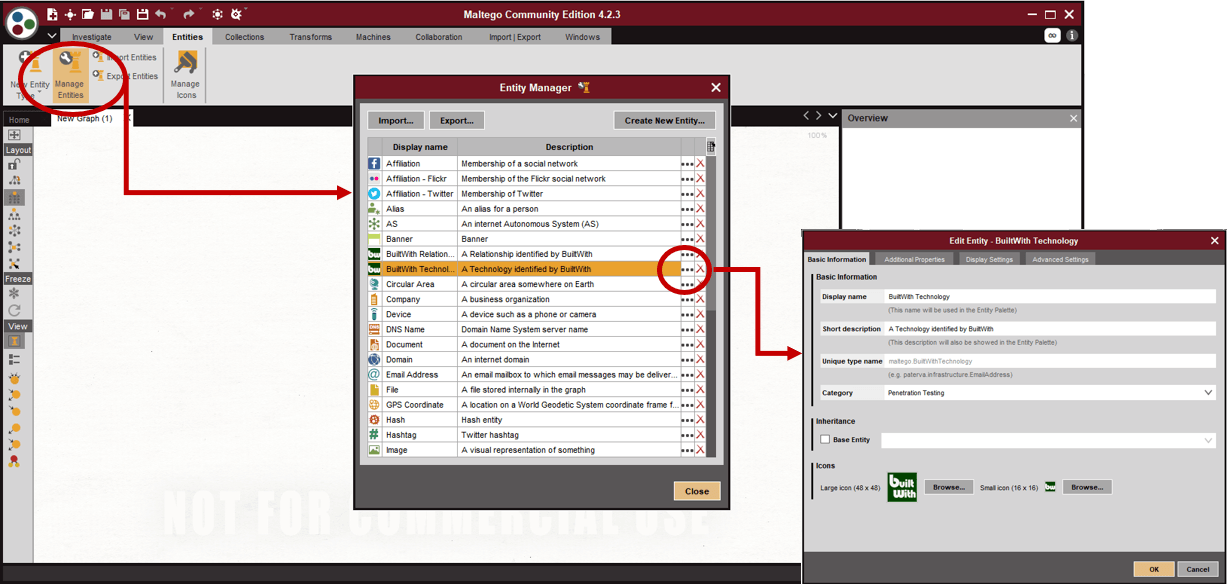 Maltego Community Edition 4.2.3
Investigate View Entities Collections Transforms Machines Collaboration Import | Export Windows
New Entity Type
Manage Entities
Import Entities
Export Entities
Manage Icons
Home
New Graph (1)
Overview
100%
Layout
Freeze
View
NOT FOR COMMERCIAL USE
Entity Manager
Import... Export... Create New Entity...
Display name Description
Affiliation Membership of a social network
Affiliation - Flickr Membership of the Flickr social network
Affiliation - Twitter Membership of Twitter
Alias An alias for a person
AS An internet Autonomous System (AS)
Banner Banner
BuiltWith Relation... A Relationship identified by BuiltWith
BuiltWith Technol... A Technology identified by BuiltWith
Circular Area A circular area somewhere on Earth
Company A business organization
Device A device such as a phone or camera
DNS Name Domain Name System server name
Document A document on the Internet
Domain An internet domain
Email Address An email mailbox to which email messages may be deliver...
File A file stored internally in the graph
GPS Coordinate A location on a World Geodetic System coordinate frame f...
Hash Hash entity
Hashtag Twitter hashtag
Image A visual representation of something
Close
Edit Entity - BuiltWith Technology
Basic Information Additional Properties Display Settings Advanced Settings
Basic Information
Display name BuiltWith Technology
(This name will be used in the Entity Palette)
Short description A Technology identified by BuiltWith
(This description will also be showed in the Entity Palette)
Unique type name maltego.BuiltWithTechnology
(e.g. paterva.infrastructure.EmailAddress)
Category Penetration Testing
Inheritance
Base Entity
Icons
Large icon (48 x 48) built With Browse... Small icon (16 x 16) bw Browse...
OK Cancel